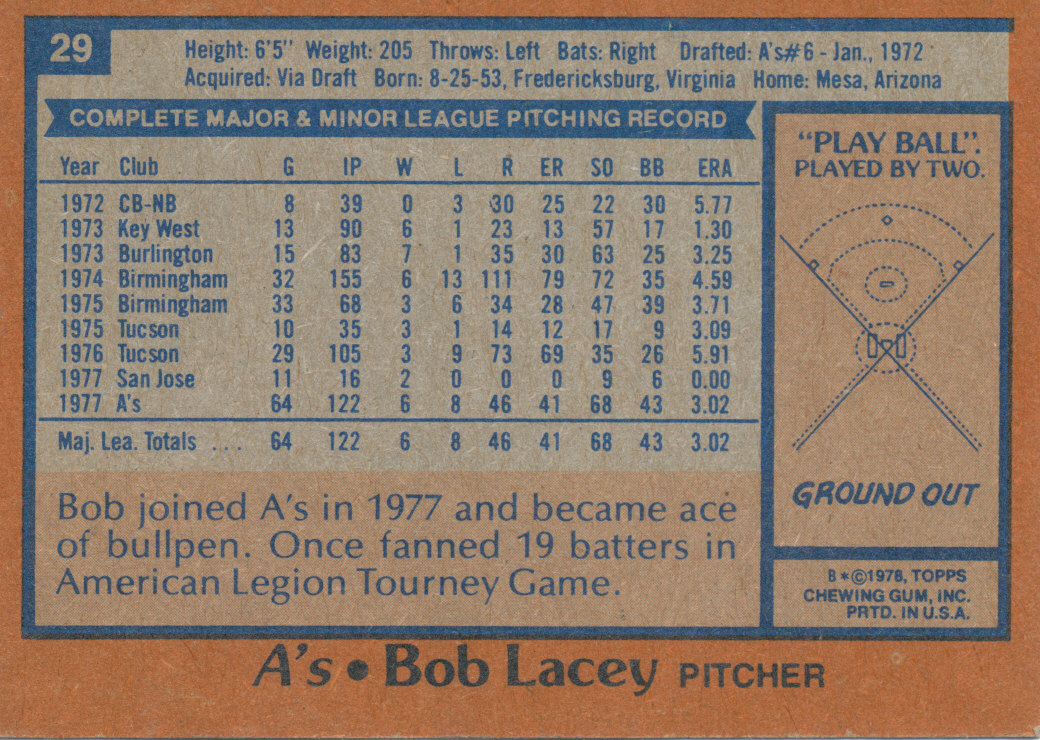 29
Height: 6'5" Weight: 205 Throws: Left Bats: Right Drafted: A's#6 - Jan., 1972
Acquired: Via Draft Born: 8-25-53, Fredericksburg, Virginia Home: Mesa, Arizona
COMPLETE MAJOR & MINOR LEAGUE PITCHING RECORD
Year Club G IP W L R ER SO BB ERA
1972 CB-NB 8 39 0 3 30 25 22 30 5.77
1973 Key West 13 90 6 1 23 13 57 17 1.30
1973 Burlington 15 83 7 1 35 30 63 25 3.25
1974 Birmingham 32 155 6 13 111 79 72 35 4.59
1975 Birmingham 33 68 3 6 34 28 47 39 3.71
1975 Tucson 10 35 3 1 14 12 17 9 3.09
1976 Tucson 29 105 3 9 73 69 35 26 5.91
1977 San Jose 11 16 2 0 0 0 9 6 0.00
1977 A's 64 122 6 8 46 41 68 43 3.02
Maj. Lea. Totals ... 64 122 6 8 46 41 68 43 3.02
Bob joined A's in 1977 and became ace
of bullpen. Once fanned 19 batters in
American Legion Tourney Game.
"PLAY BALL".
PLAYED BY TWO.
GROUND OUT
B*©1978, TOPPS
CHEWING GUM, INC.
PRTD. IN U.S.A.
A's • Bob Lacey PITCHER